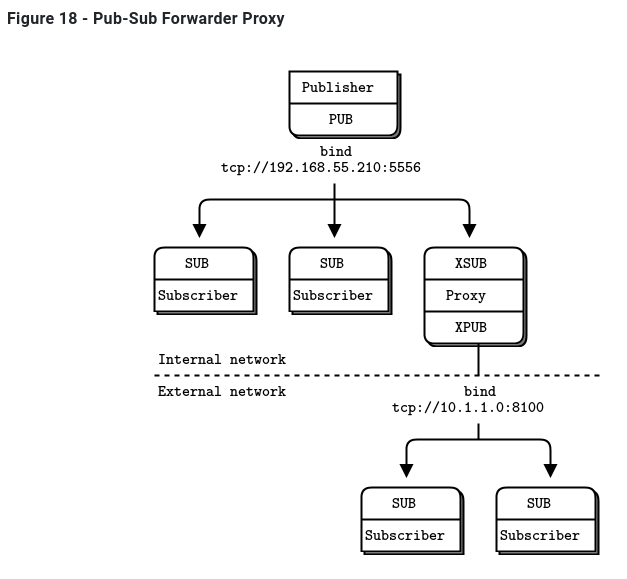 Figure 18 - Pub-Sub Forwarder Proxy
Publisher
PUB
bind
tcp://192.168.55.210:5556
SUB
Subscriber
SUB
Subscriber
XSUB
Proxy
XPUB
Internal network
External network
bind
tcp://10.1.1.0:8100
SUB
Subscriber
SUB
Subscriber